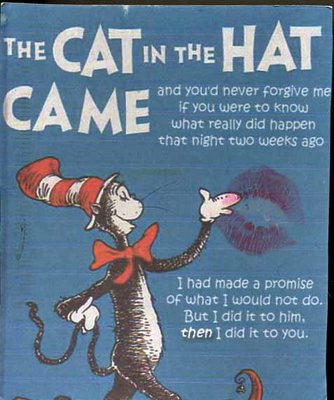 THE CAT IN THE HAT
CAME
and you'd never forgive me
if you were to know
what really did happen
that night two weeks ago
I had made a promise
of what I would not do.
But I did it to him,
then I did it to you.